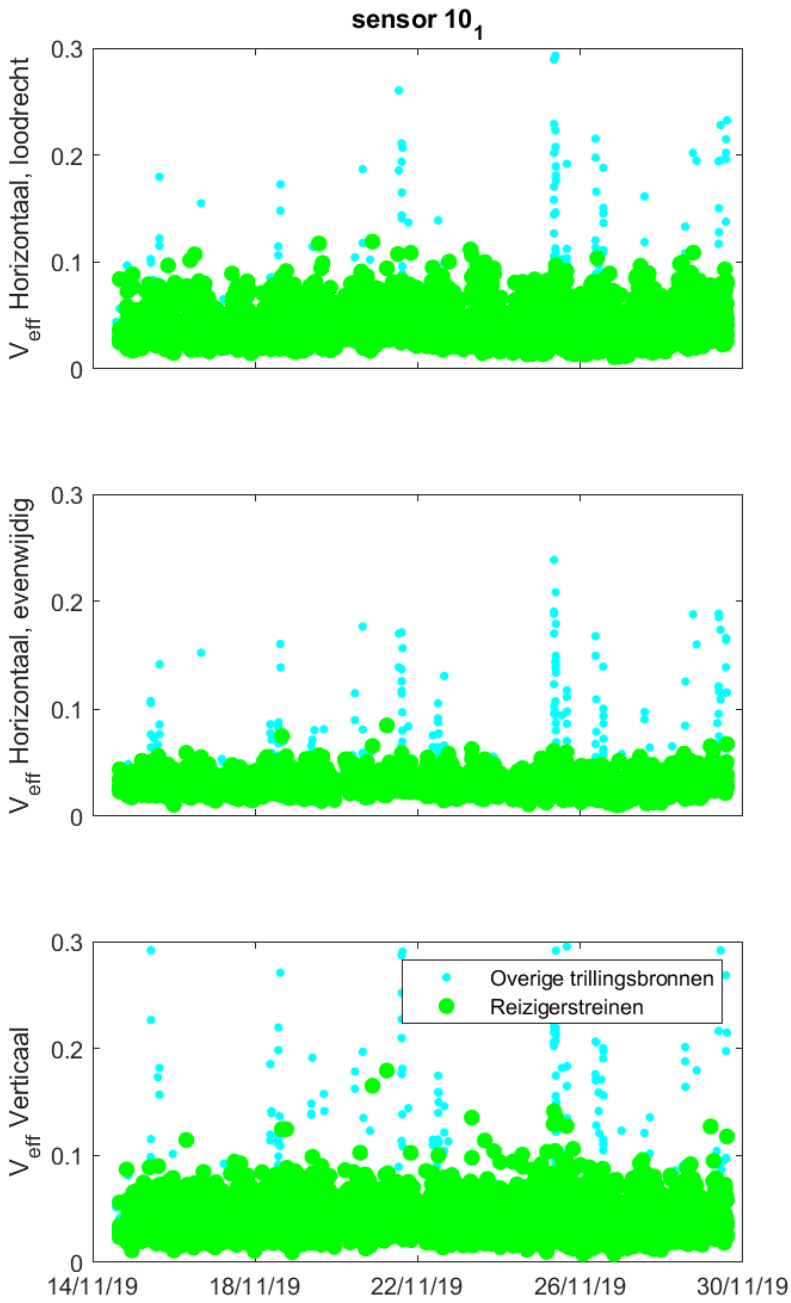 sensor 10₁
0.3
0.2
0.1
0
V_eff Horizontaal, loodrecht
0.3
0.2
0.1
0
V_eff Horizontaal, evenwijdig
0.3
0.2
0.1
0
V_eff Verticaal
Overige trillingsbronnen
Reizigerstreinen
14/11/19 18/11/19 22/11/19 26/11/19 30/11/19